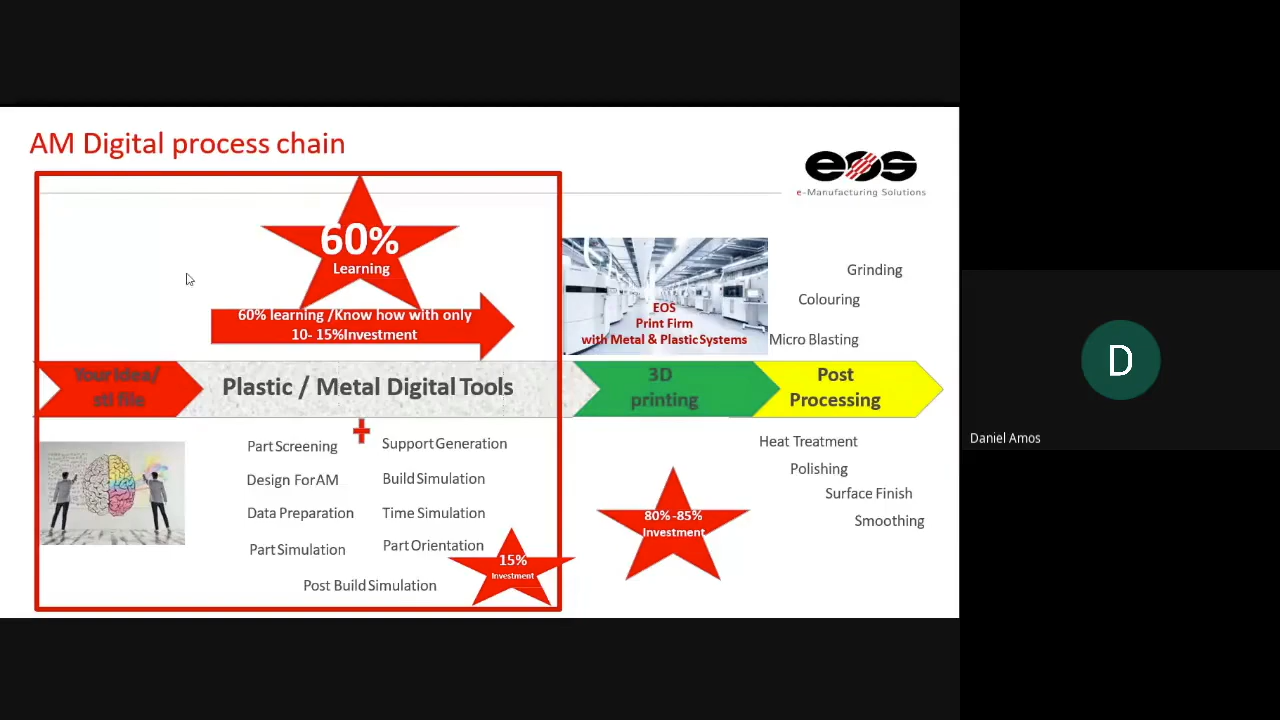 AM Digital process chain
eos
e-Manufacturing Solutions
60%
Learning
60% learning /Know how with only
10- 15%Investment
EOS
Print Firm
with Metal & Plastic Systems
Grinding
Colouring
Micro Blasting
Your Idea/
stl file
Plastic / Metal Digital Tools
3D
printing
Post
Processing
Part Screening
Support Generation
Design For AM
Build Simulation
Data Preparation
Time Simulation
Part Simulation
Part Orientation
Post Build Simulation
15%
Investment
80% -85%
Investment
Heat Treatment
Polishing
Surface Finish
Smoothing
D
Daniel Amos